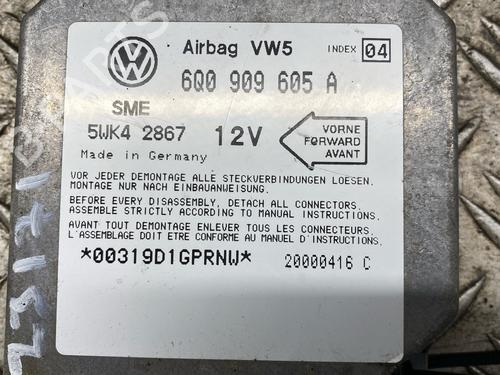 Airbag VW5
INDEX 04
6Q0 909 605 A
SME
5WK4 2867
12V
Made in Germany
VORNE
FORWARD
AVANT
VOR JEDER DEMONTAGE ALLE STECKVERBINDUNGEN LOESEN.
MONTAGE NUR NACH EINBAUANWEISUNG.
BEFORE EVERY DISASSEMBLY, DETACH ALL CONNECTORS.
ASSEMBLE STRICTLY ACCORDING TO MANUAL INSTRUCTIONS.
AVANT TOUT DEMONTAGE ENLEVER TOUS LES CONNECTEURS.
L'ASSEMBLAGE DOIT ETRE CONFORME AU MANUEL D'INSTRUCTIONS.
*00319D1GPRNW*
20000416 C